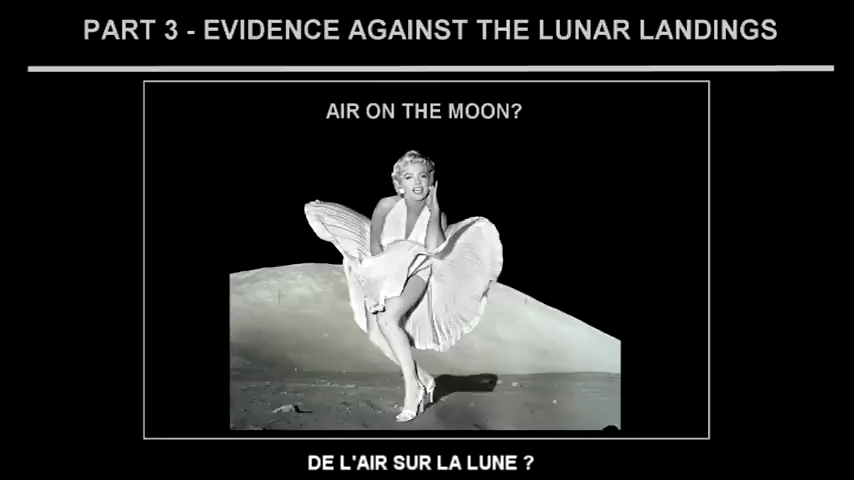 PART 3 - EVIDENCE AGAINST THE LUNAR LANDINGS
AIR ON THE MOON?
DE L'AIR SUR LA LUNE ?